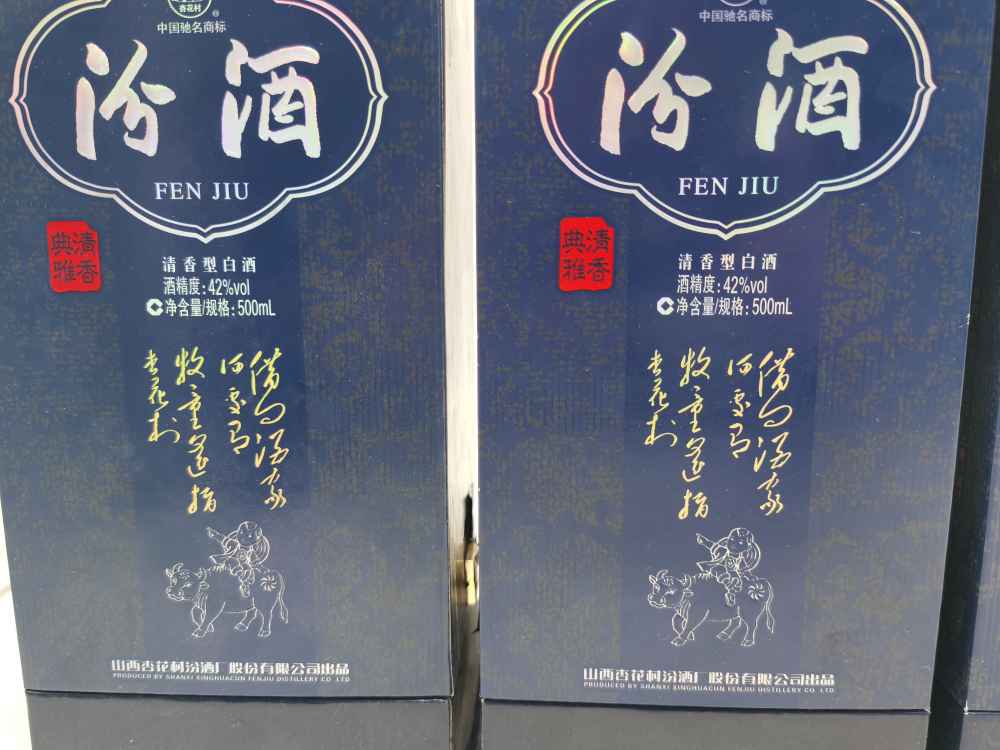 杏花村
中国驰名商标
汾酒
FEN JIU
清香
典雅
清香型白酒
酒精度:42%vol
净含量/规格:500mL
借问酒家
何处有
牧童遥指
杏花村
山西杏花村汾酒厂股份有限公司出品
PRODUCED BY SHANXI XINGHUACUN FENJIU DISTILLERY CO LTD
中国驰名商标
汾酒
FEN JIU
清香
典雅
清香型白酒
酒精度:42%vol
净含量/规格:500mL
借问酒家
何处有
牧童遥指
杏花村
山西杏花村汾酒厂股份有限公司出品
PRODUCED BY SHANXI XINGHUACUN FENJIU DISTILLERY CO LTD